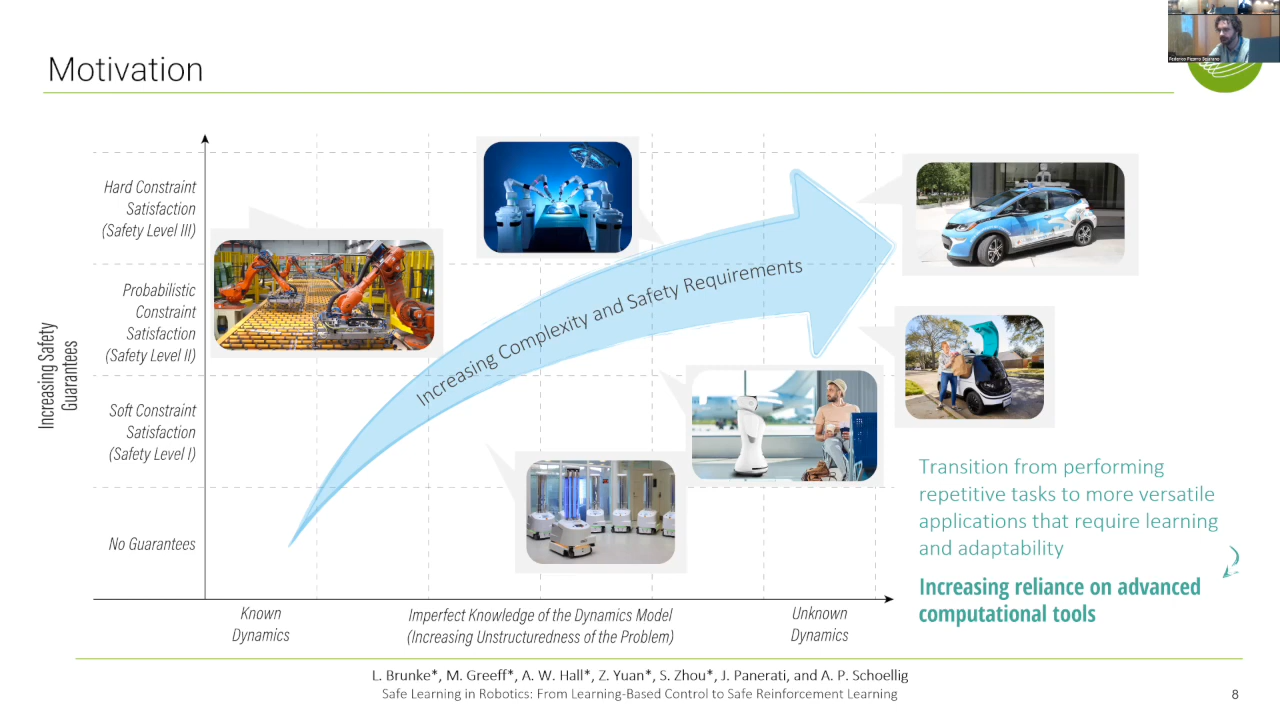 Motivation
Hard Constraint
Satisfaction
(Safety Level III)
Probabilistic
Constraint
Satisfaction
(Safety Level II)
Soft Constraint
Satisfaction
(Safety Level I)
No Guarantees
Increasing Safety
Guarantees
Increasing Complexity and Safety Requirements
Known
Dynamics
Imperfect Knowledge of the Dynamics Model
(Increasing Unstructuredness of the Problem)
Unknown
Dynamics
Transition from performing
repetitive tasks to more versatile
applications that require learning
and adaptability
Increasing reliance on advanced
computational tools
L. Brunke*, M. Greeff*, A. W. Hall*, Z. Yuan*, S. Zhou*, J. Panerati, and A. P. Schoellig
Safe Learning in Robotics: From Learning-Based Control to Safe Reinforcement Learning
8